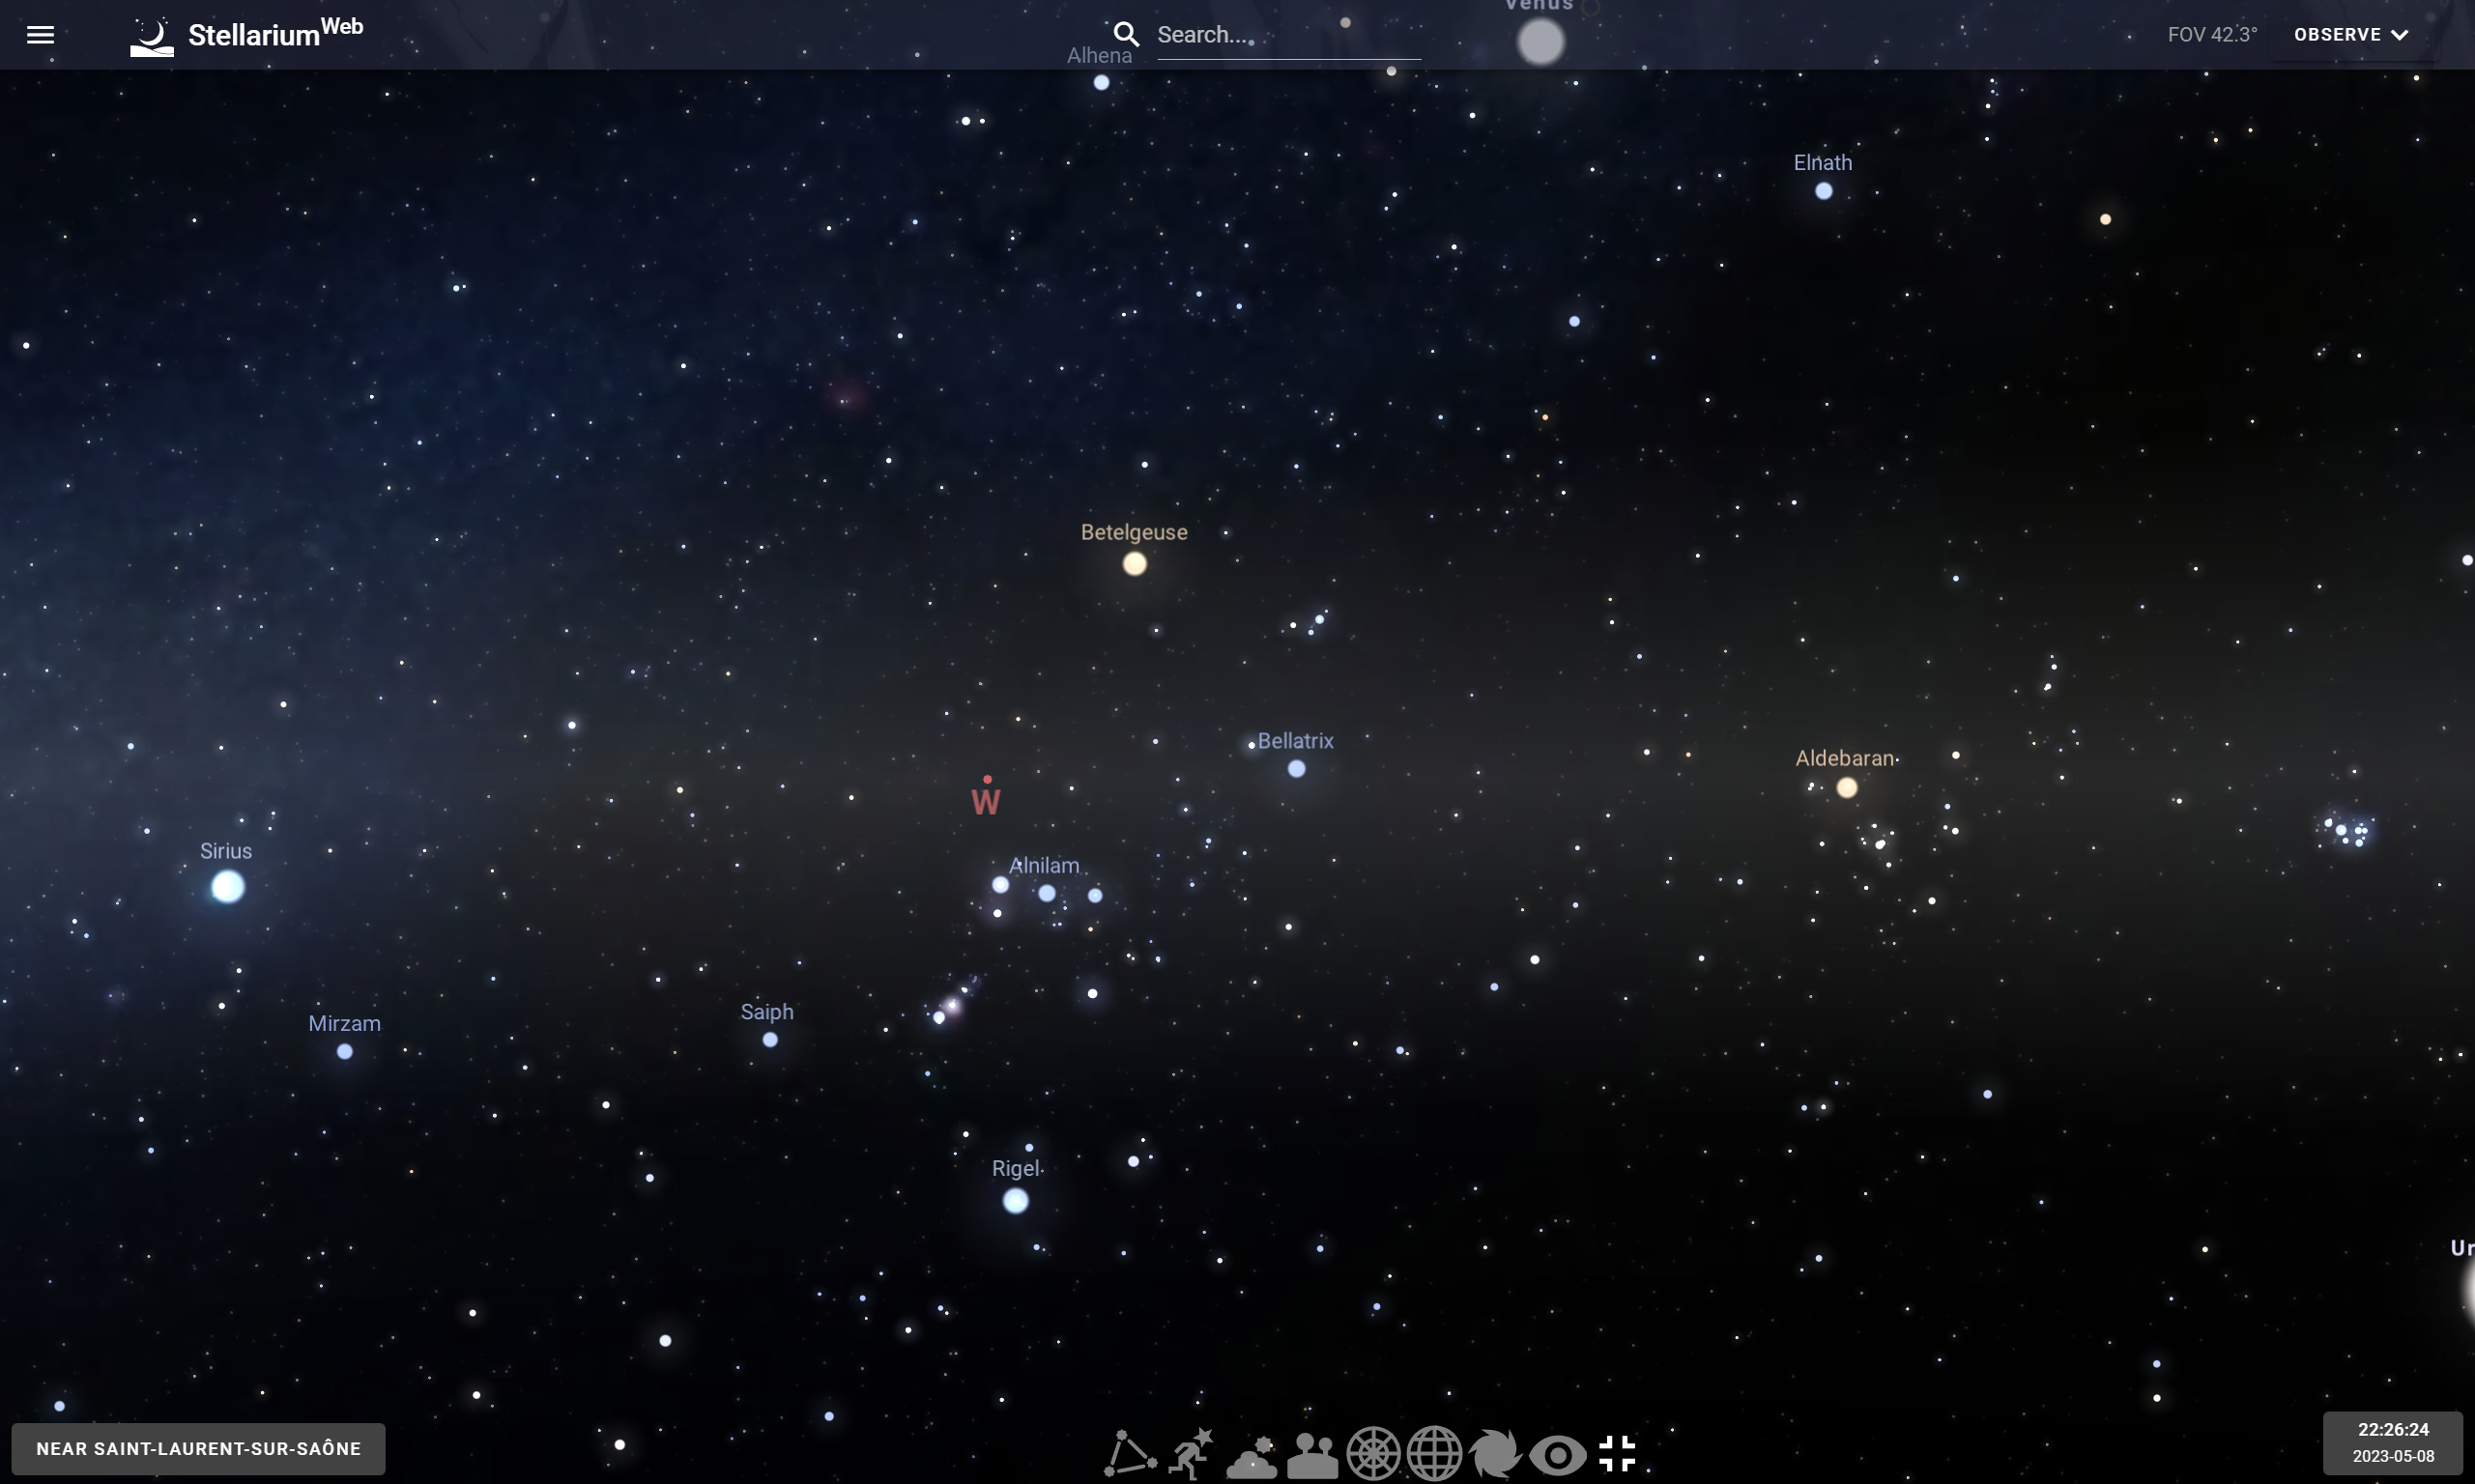 StellariumWeb
Search...
Venus
FOV 42.3°
OBSERVE
Alhena
Elnath
Betelgeuse
Bellatrix
Aldebaran
W
Sirius
Alnilam
Saiph
Mirzam
Rigel
Ur
NEAR SAINT-LAURENT-SUR-SAÔNE
22:26:24
2023-05-08